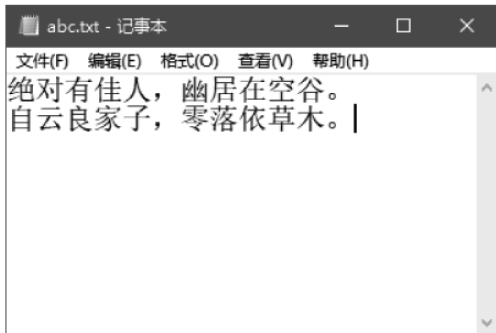 abc.txt - 记事本
文件(F) 编辑(E) 格式(O) 查看(V) 帮助(H)
绝对有佳人，幽居在空谷。
自云良家子，零落依草木。